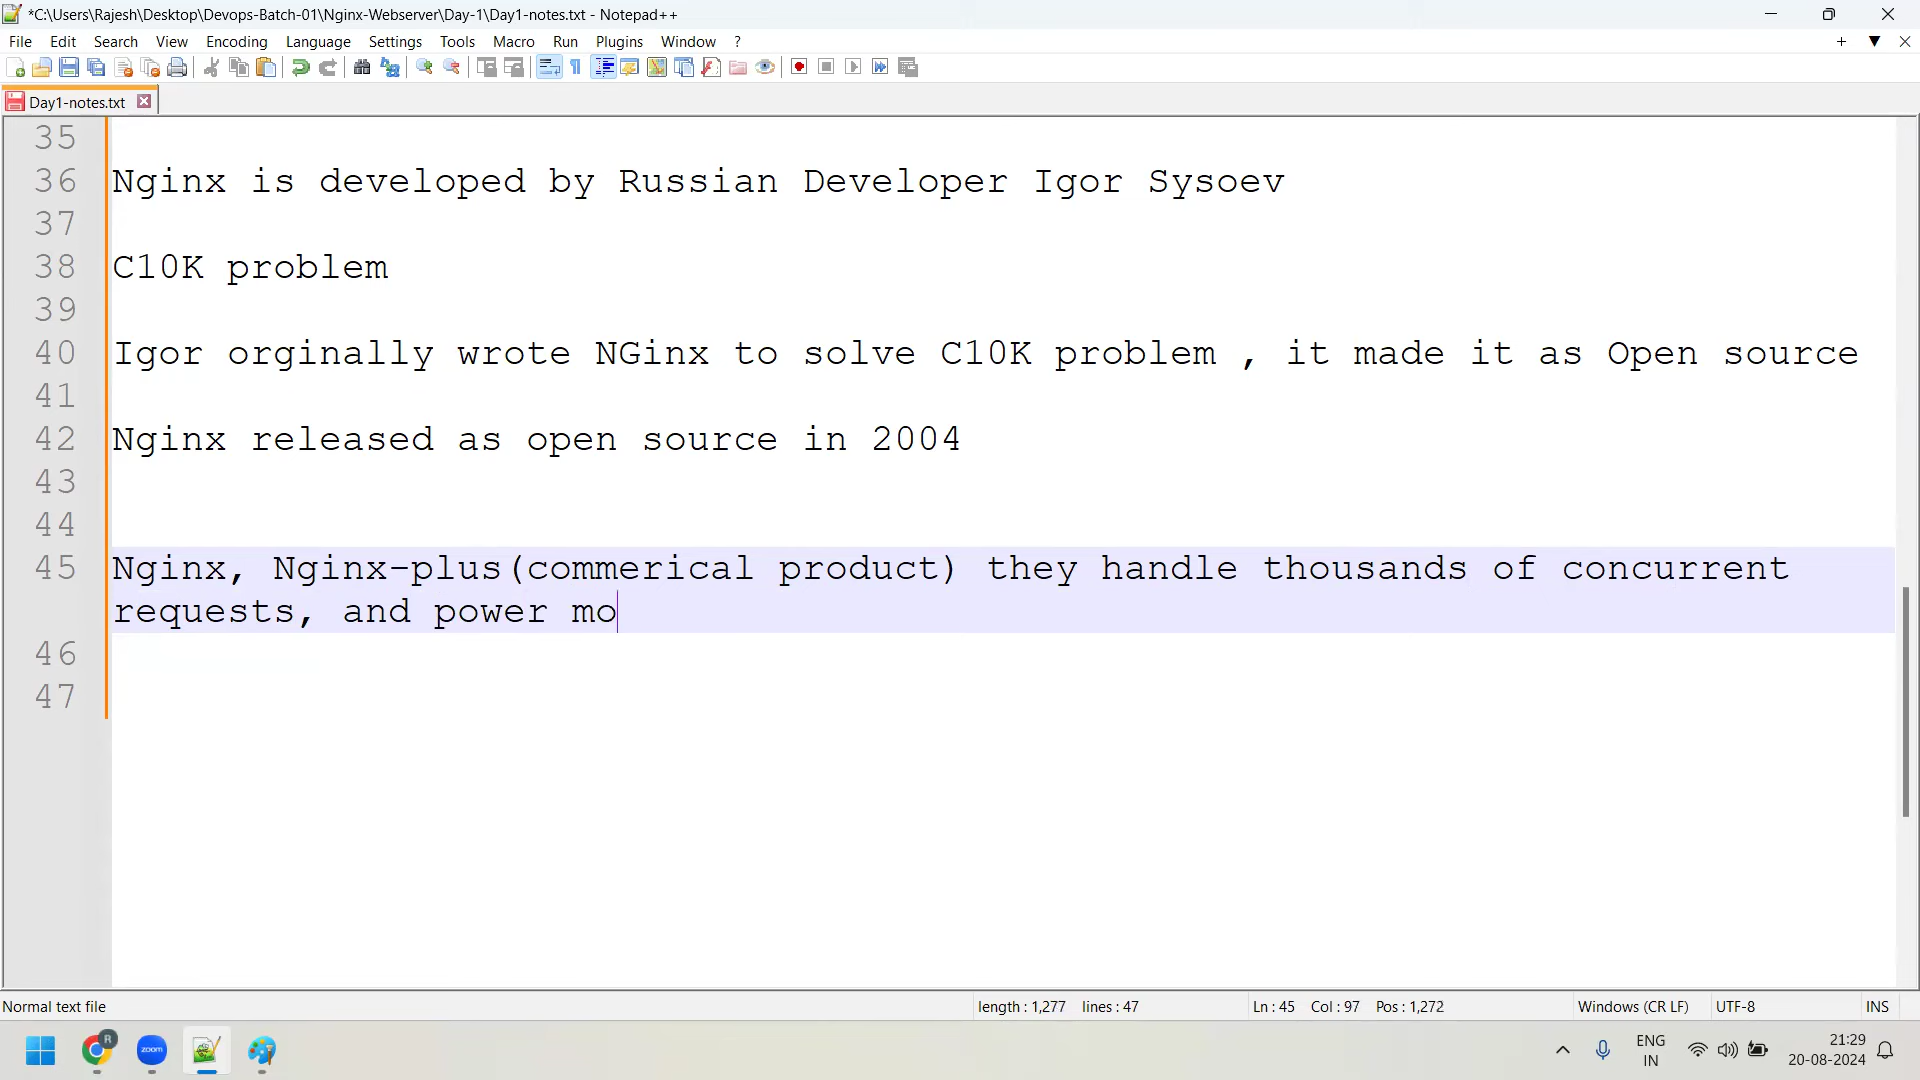 *C:\Users\Rajesh\Desktop\Devops-Batch-01\Nginx-Webserver\Day-1\Day1-notes.txt - Notepad++
File Edit Search View Encoding Language Settings Tools Macro Run Plugins Window ?
Day1-notes.txt
35
36 Nginx is developed by Russian Developer Igor Sysoev
37
38 C10K problem
39
40 Igor orginally wrote NGinx to solve C10K problem , it made it as Open source
41
42 Nginx released as open source in 2004
43
44
45 Nginx, Nginx-plus(commerical product) they handle thousands of concurrent
requests, and power mo
46
47
Normal text file length : 1,277 lines : 47 Ln : 45 Col : 97 Pos : 1,272 Windows (CR LF) UTF-8 INS
R
zoom
ENG
IN
21:29
20-08-2024